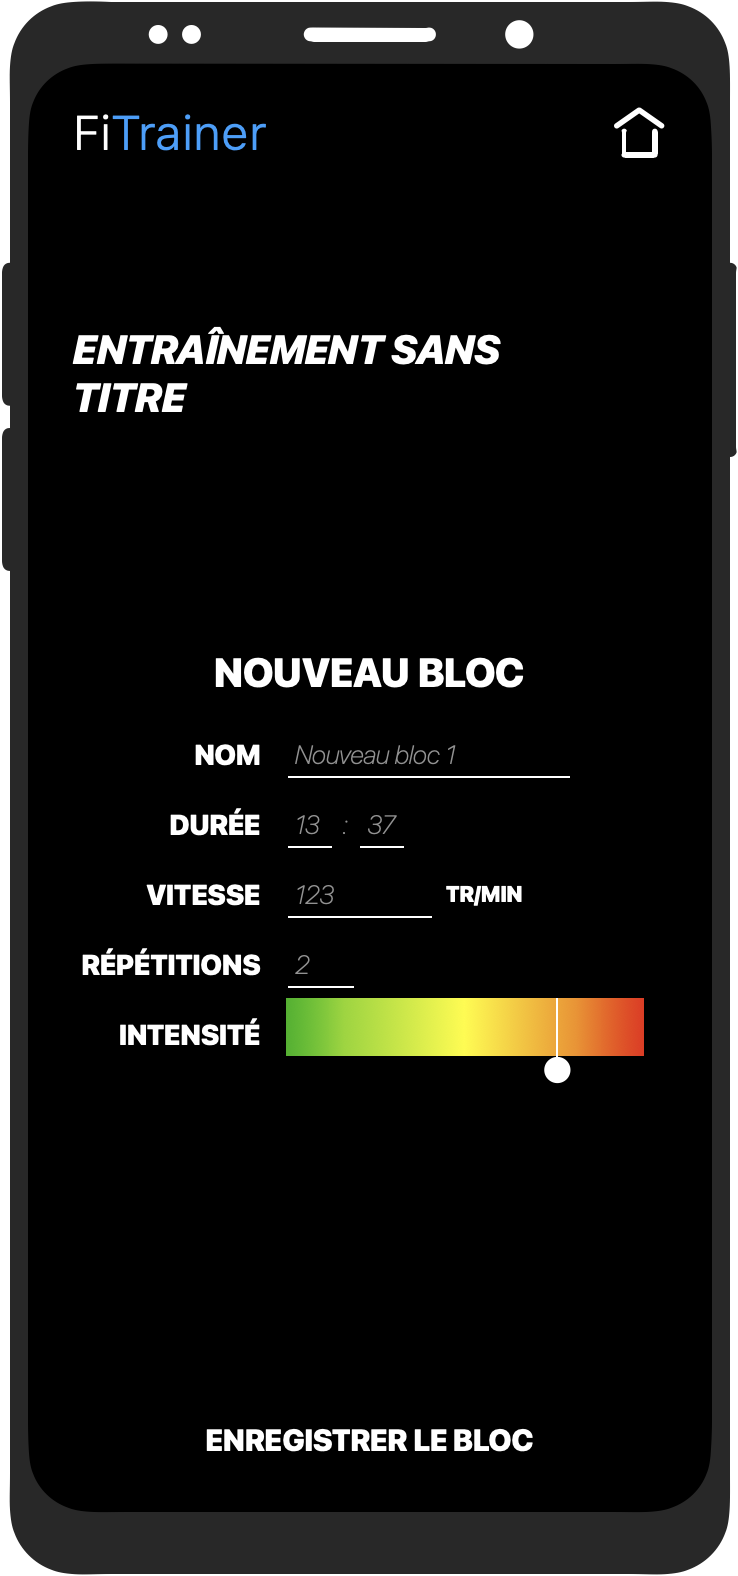 FiTrainer
ENTRAÎNEMENT SANS
TITRE
NOUVEAU BLOC
NOM Nouveau bloc 1
DURÉE 13 : 37
VITESSE 123 TR/MIN
RÉPÉTITIONS 2
INTENSITÉ
ENREGISTRER LE BLOC